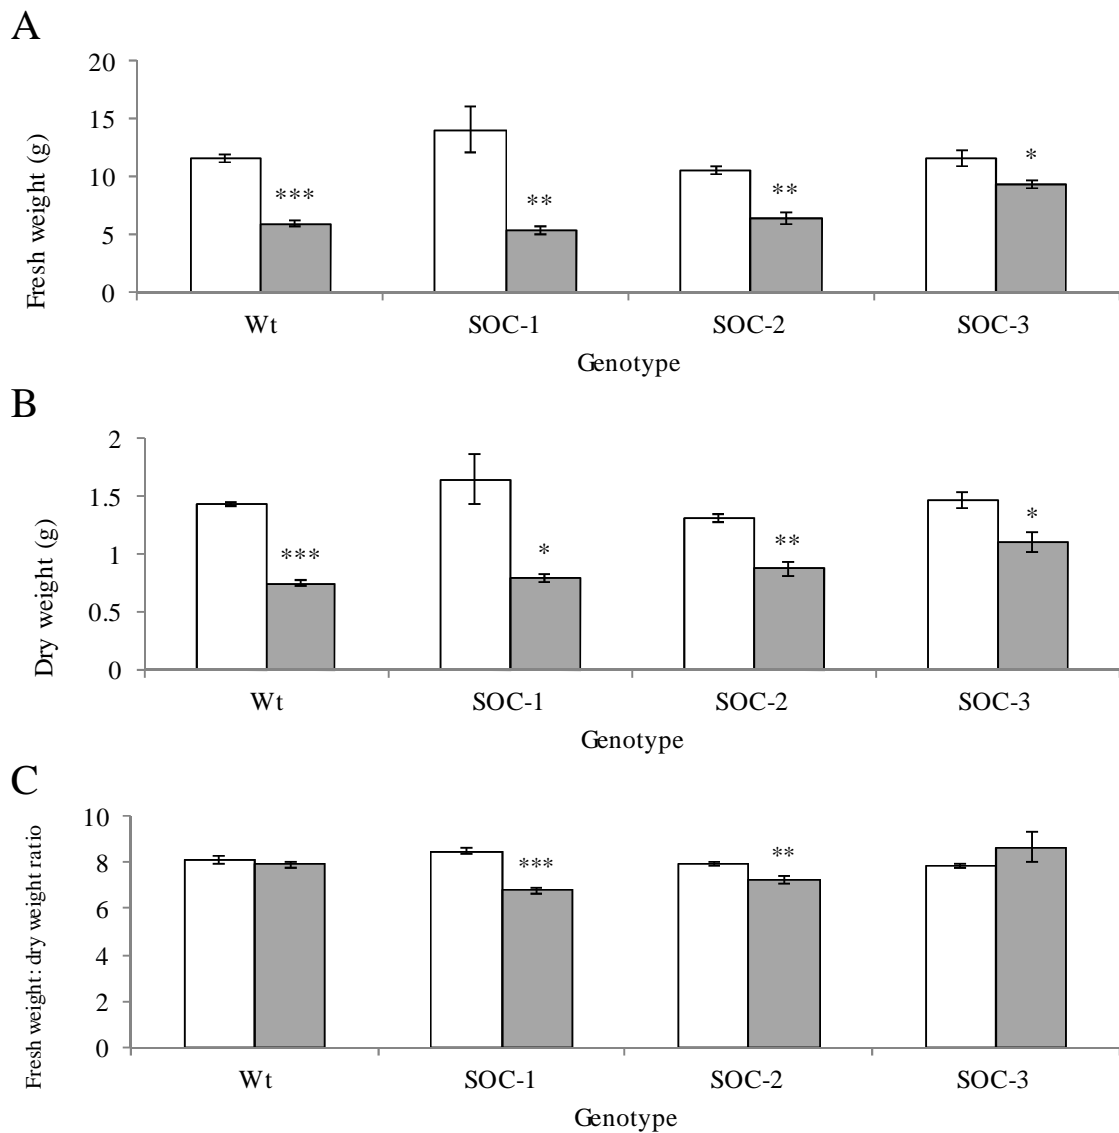 A
Fresh weight (g)
20
15
10
5
0
***
**
**
*
Wt SOC-1 SOC-2 SOC-3
Genotype
B
Dry weight (g)
2
1.5
1
0.5
0
***
*
**
*
Wt SOC-1 SOC-2 SOC-3
Genotype
C
Fresh weight: dry weight ratio
10
8
6
4
2
0
***
**
Wt SOC-1 SOC-2 SOC-3
Genotype